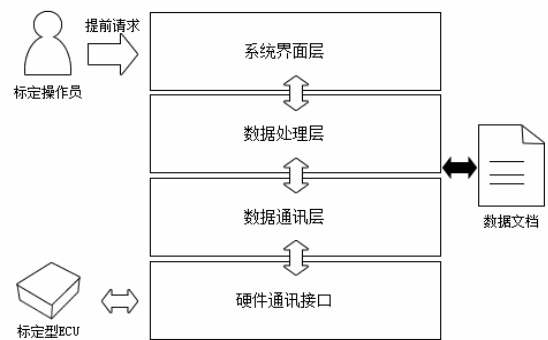 提前请求
系统界面层
标定操作员
数据处理层
数据通讯层
数据文档
硬件通讯接口
标定型ECU